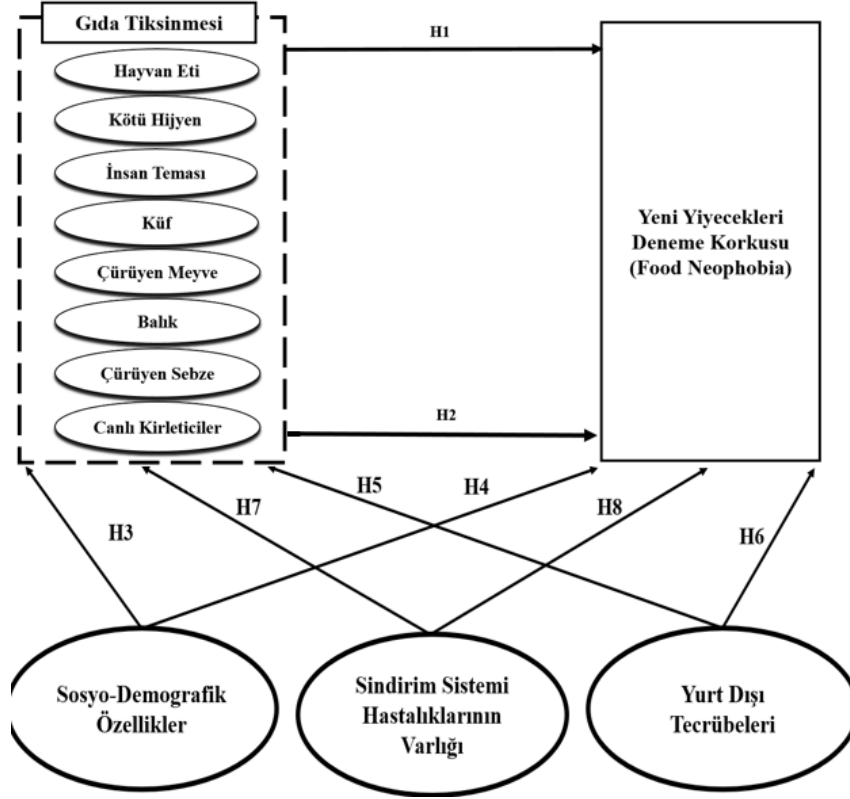 Gıda Tiksinmesi
Hayvan Eti
Kötü Hijyen
İnsan Teması
Küf
Çürüyen Meyve
Balık
Çürüyen Sebze
Canlı Kirleticiler
H1
H2
Yeni Yiyecekleri
Deneme Korkusu
(Food Neophobia)
H3
H7
H5
H4
H8
H6
Sosyo-Demografik
Özellikler
Sindirim Sistemi
Hastalıklarının
Varlığı
Yurt Dışı
Tecrübeleri